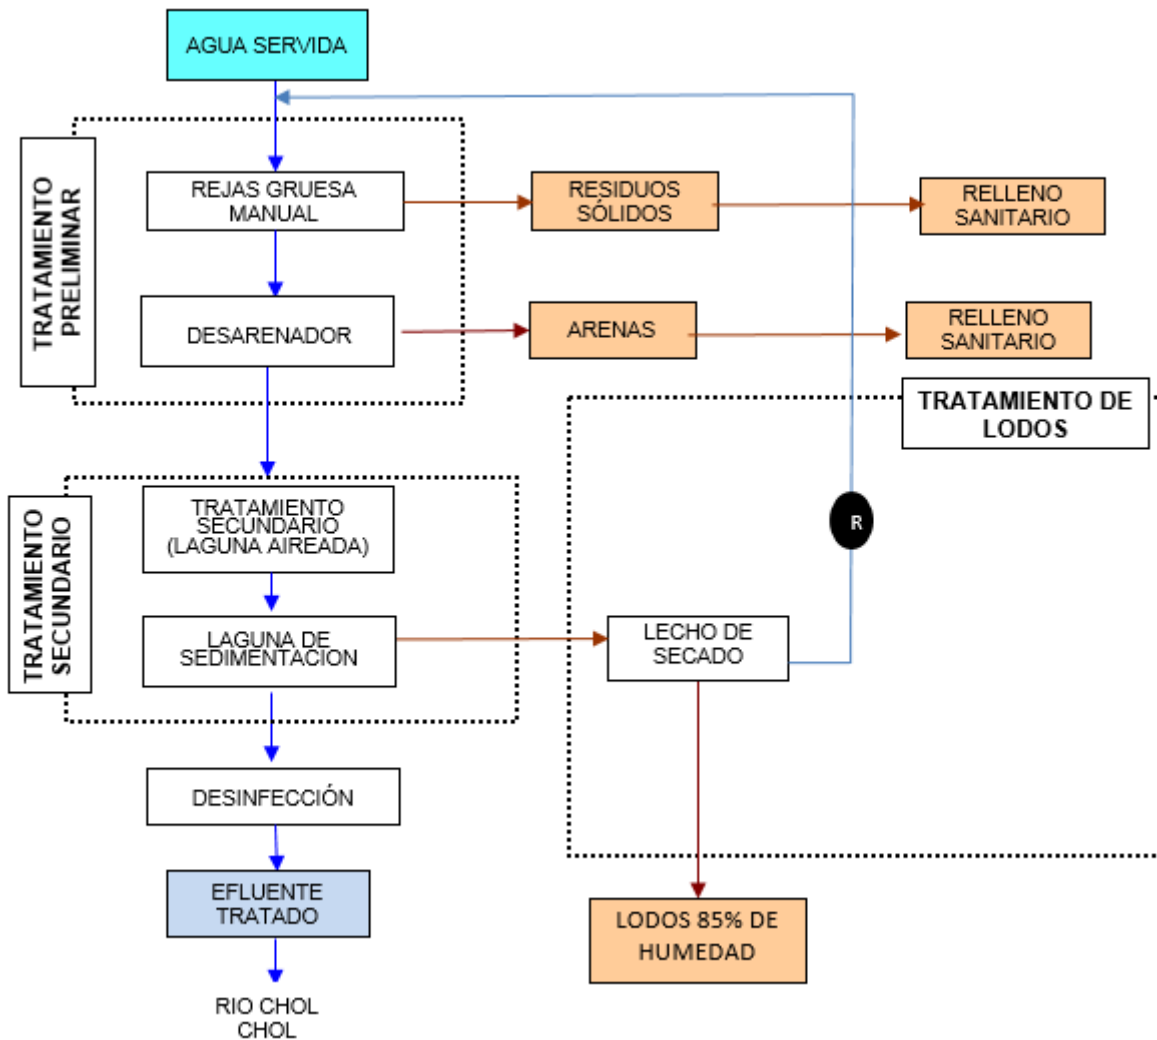 AGUA SERVIDA
TRATAMIENTO
PRELIMINAR
REJAS GRUESA
MANUAL
RESIDUOS
SÓLIDOS
RELLENO
SANITARIO
DESARENADOR
ARENAS
RELLENO
SANITARIO
TRATAMIENTO DE
LODOS
TRATAMIENTO
SECUNDARIO
TRATAMIENTO
SECUNDARIO
(LAGUNA AIREADA)
R
LAGUNA DE
SEDIMENTACION
LECHO DE
SECADO
DESINFECCIÓN
EFLUENTE
TRATADO
LODOS 85% DE
HUMEDAD
RIO CHOL
CHOL